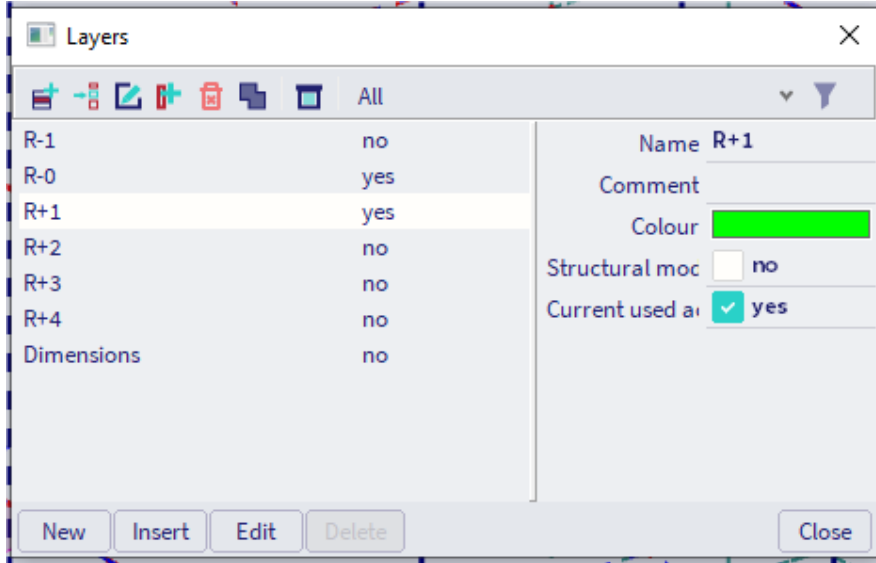 Layers
All
R-1 no
R-0 yes
R+1 yes
R+2 no
R+3 no
R+4 no
Dimensions no
Name R+1
Comment
Colour
Structural moc no
Current used a yes
New Insert Edit Delete Close